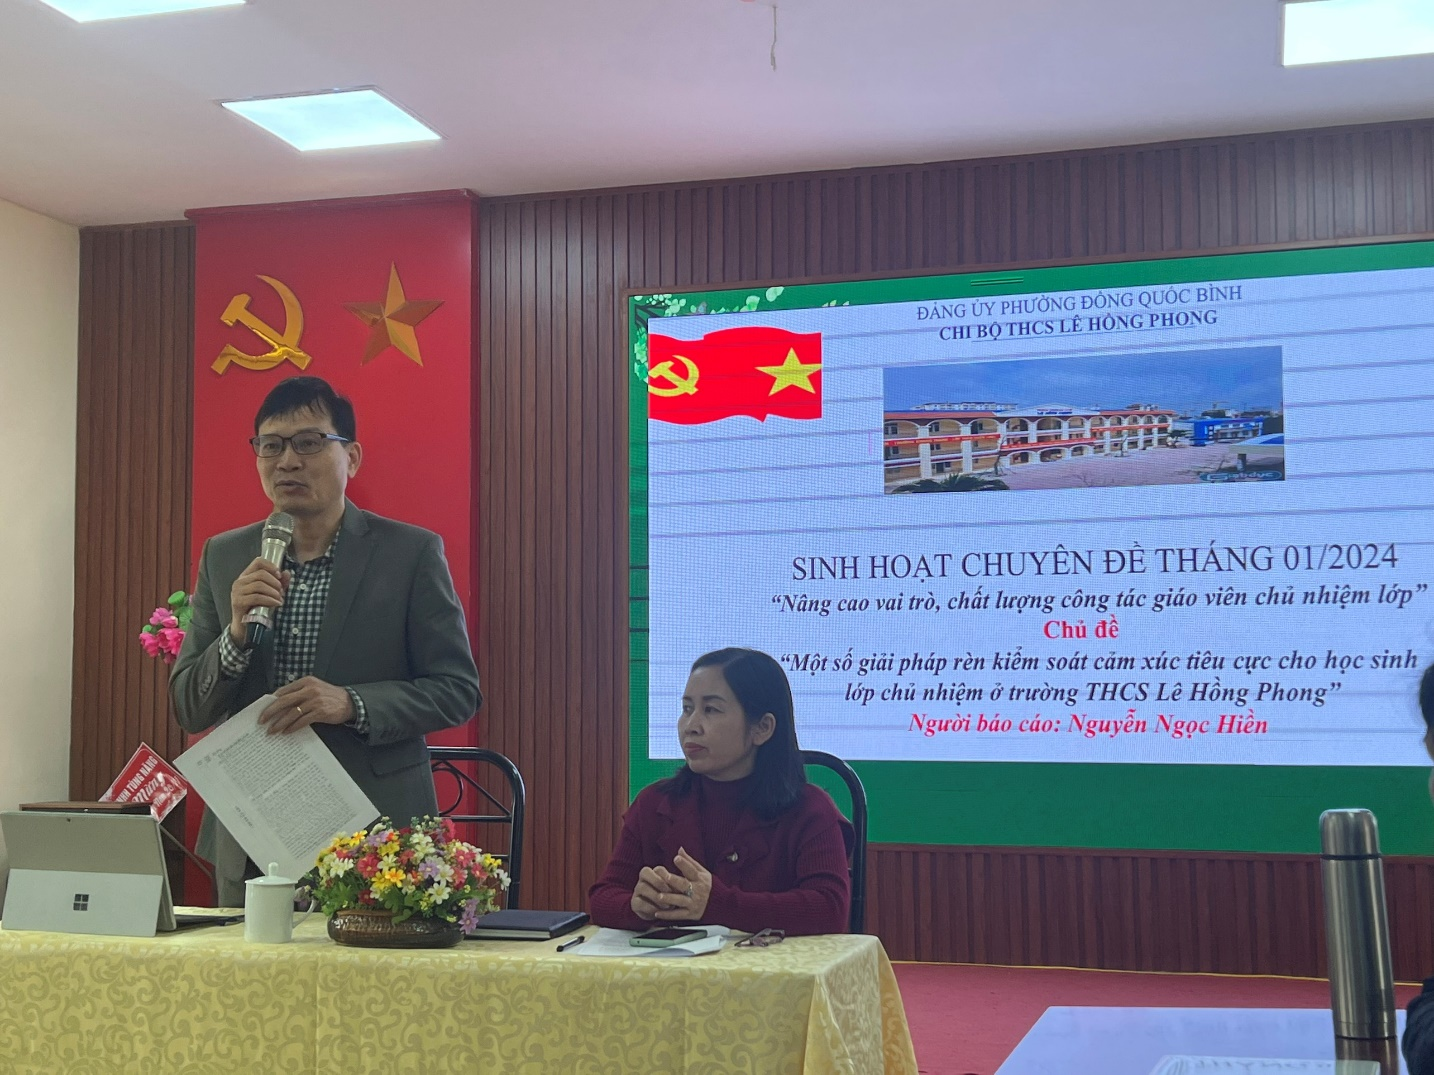 ĐẢNG ỦY PHƯỜNG ĐÔNG QUỐC BÌNH
CHI BỘ THCS LÊ HỒNG PHONG
SINH HOẠT CHUYÊN ĐỀ THÁNG 01/2024
“Nâng cao vai trò, chất lượng công tác giáo viên chủ nhiệm lớp”
Chủ đề
“Một số giải pháp rèn kiểm soát cảm xúc tiêu cực cho học sinh
lớp chủ nhiệm ở trường THCS Lê Hồng Phong”
Người báo cáo: Nguyễn Ngọc Hiền